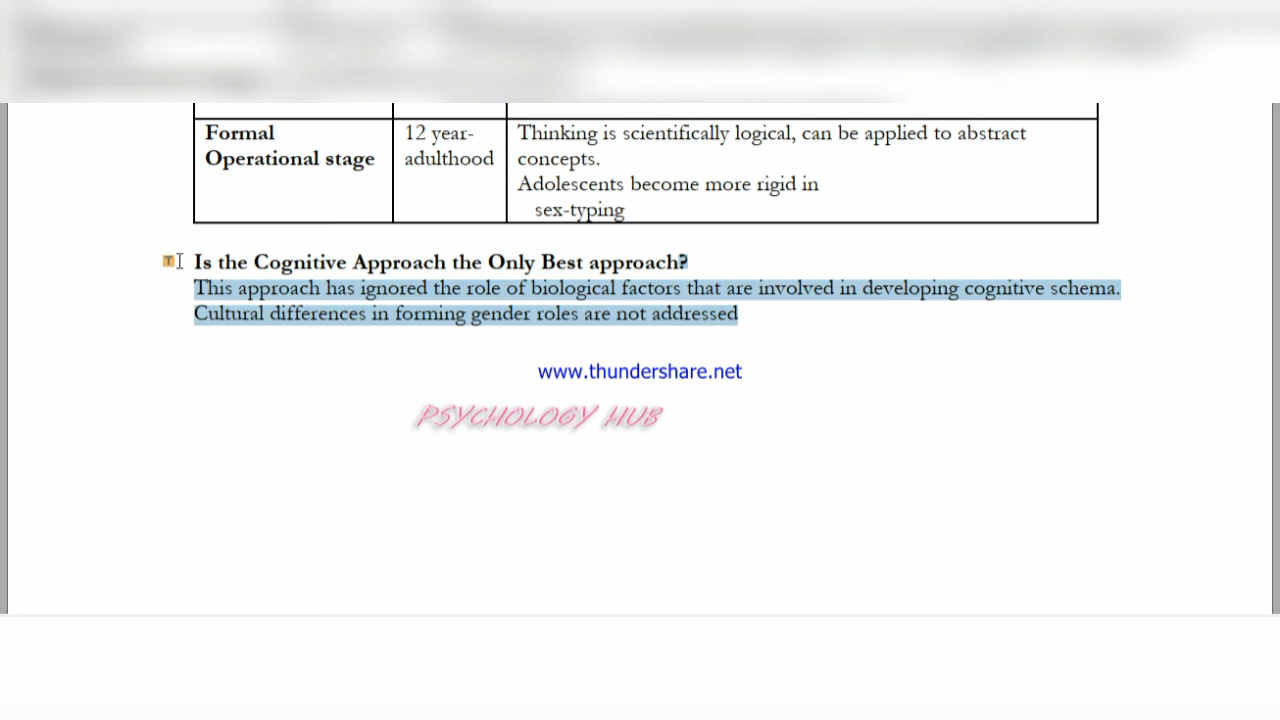 Formal
Operational stage
12 year-
adulthood
Thinking is scientifically logical, can be applied to abstract
concepts.
Adolescents become more rigid in
sex-typing
Is the Cognitive Approach the Only Best approach?
This approach has ignored the role of biological factors that are involved in developing cognitive schema.
Cultural differences in forming gender roles are not addressed
www.thundershare.net
PSYCHOLOGY HUB